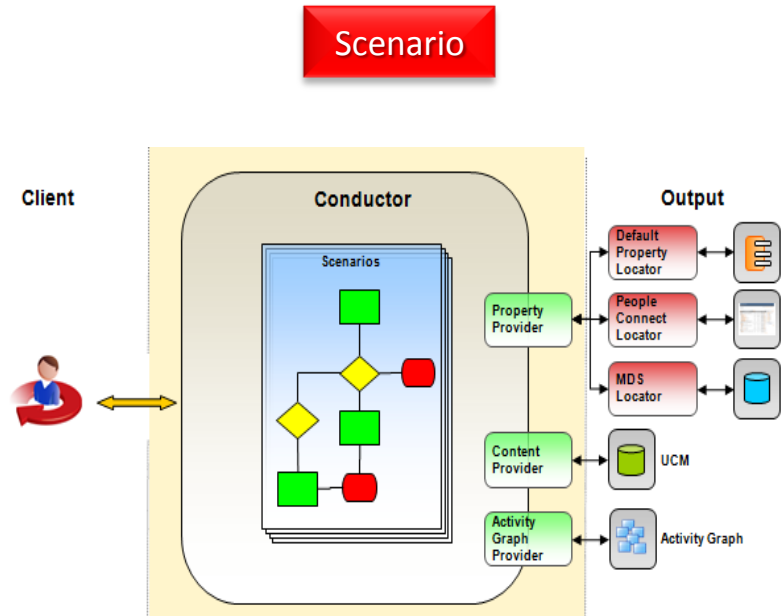 Scenario
Client
Conductor
Output
Scenarios
Default
Property
Locator
Property
Provider
People
Connect
Locator
MDS
Locator
Content
Provider
UCM
Activity
Graph
Provider
Activity Graph